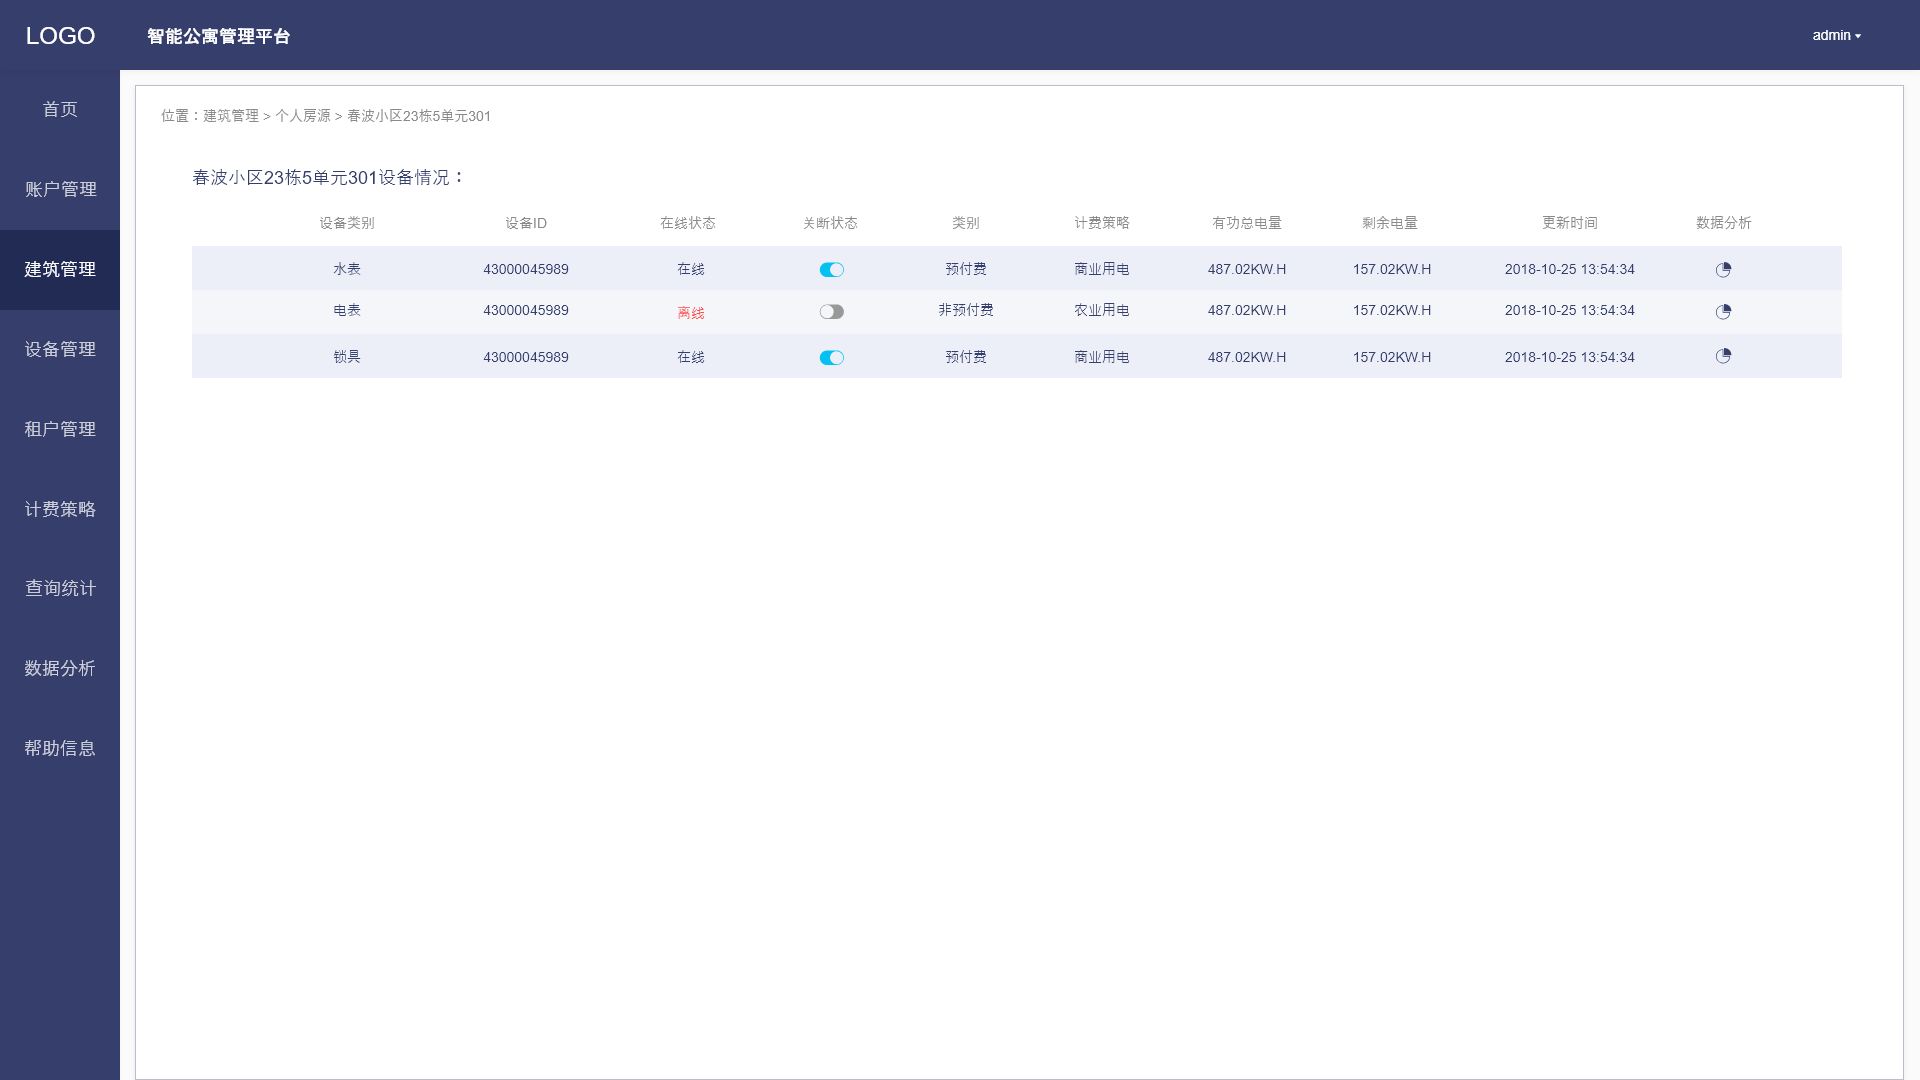 LOGO 智能公寓管理平台 admin
首页
账户管理
建筑管理
设备管理
租户管理
计费策略
查询统计
数据分析
帮助信息
位置：建筑管理 > 个人房源 > 春波小区23栋5单元301
春波小区23栋5单元301设备情况：
设备类别 设备ID 在线状态 关断状态 类别 计费策略 有功总电量 剩余电量 更新时间 数据分析
水表 43000045989 在线 预付费 商业用电 487.02KW.H 157.02KW.H 2018-10-25 13:54:34
电表 43000045989 离线 非预付费 农业用电 487.02KW.H 157.02KW.H 2018-10-25 13:54:34
锁具 43000045989 在线 预付费 商业用电 487.02KW.H 157.02KW.H 2018-10-25 13:54:34